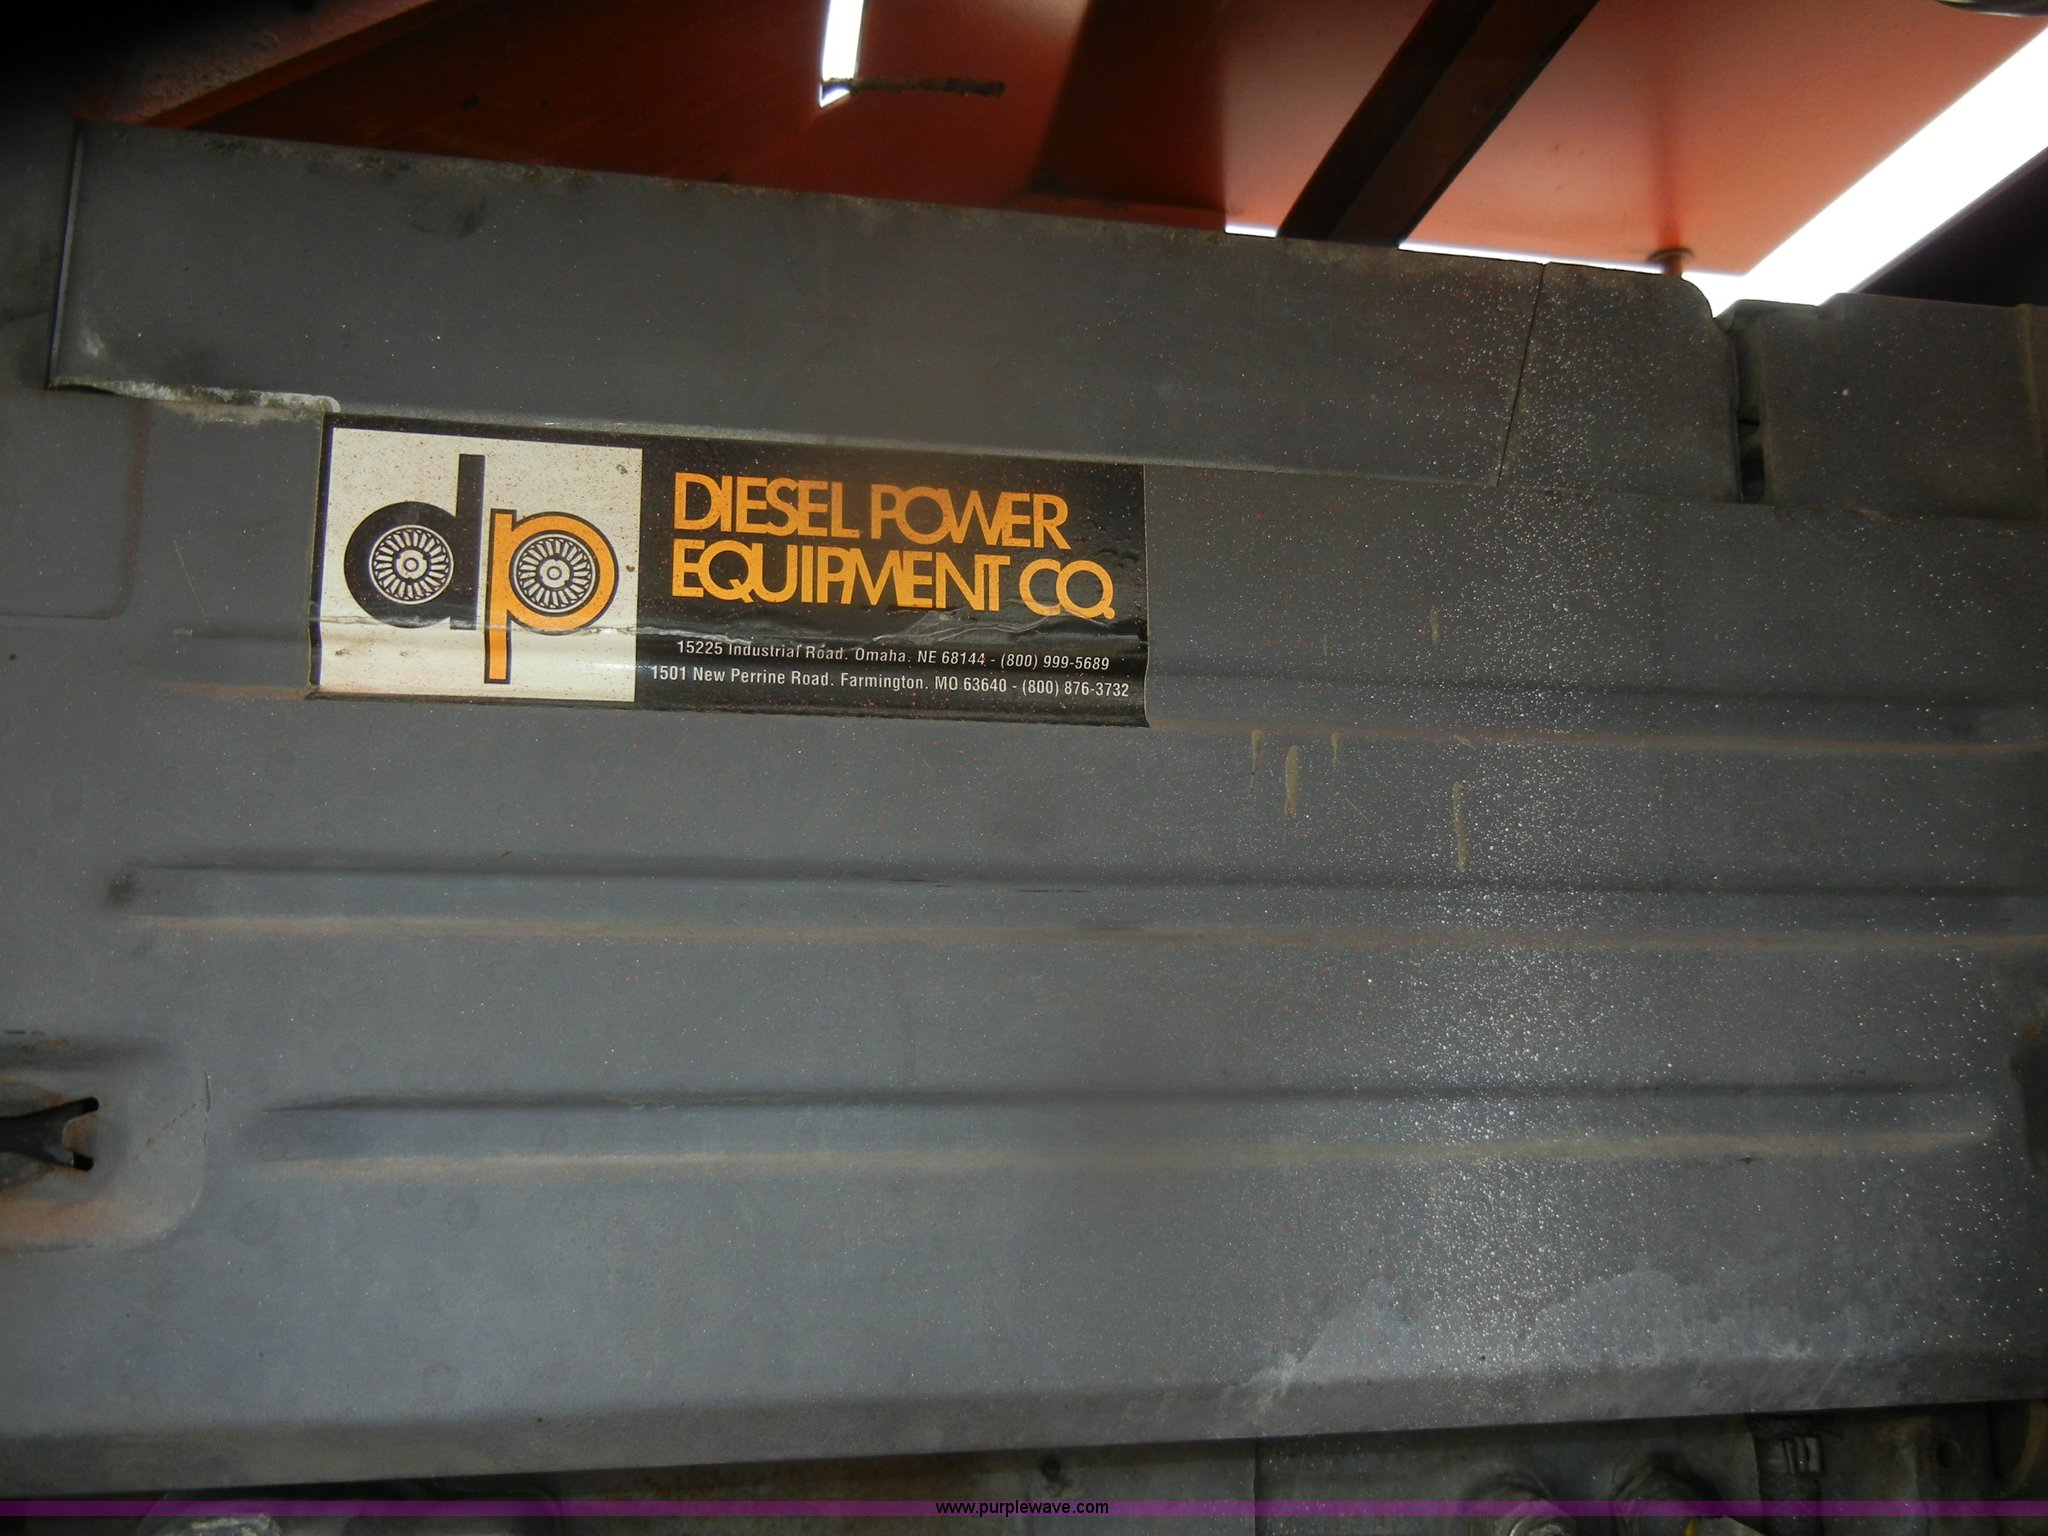 dp
DIESEL POWER
EQUIPMENT CO.
15225 Industrial Road. Omaha. NE 68144 - (800) 999-5689
1501 New Perrine Road. Farmington. MO 63640 - (800) 876-3732
www.purplewave.com